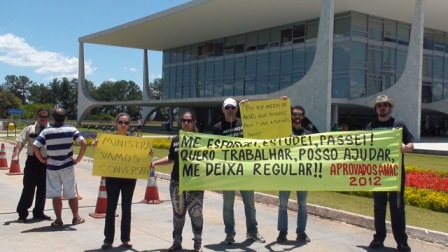 MINISTRA
VAMOS
CONVERSAR
ME ESFORCEI, ESTUDEI, PASSEI!
QUERO TRABALHAR, POSSO AJUDAR,
ME DEIXA REGULAR!! APROVADOS ANAC
2012